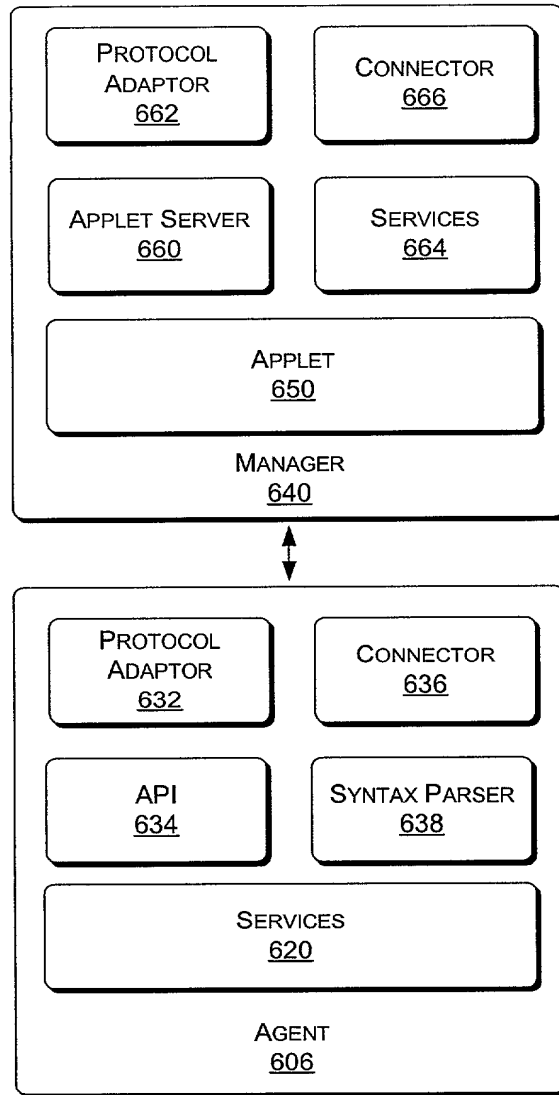 PROTOCOL
ADAPTOR
662
CONNECTOR
666
APPLET SERVER
660
SERVICES
664
APPLET
650
MANAGER
640
PROTOCOL
ADAPTOR
632
CONNECTOR
636
API
634
SYNTAX PARSER
638
SERVICES
620
AGENT
606